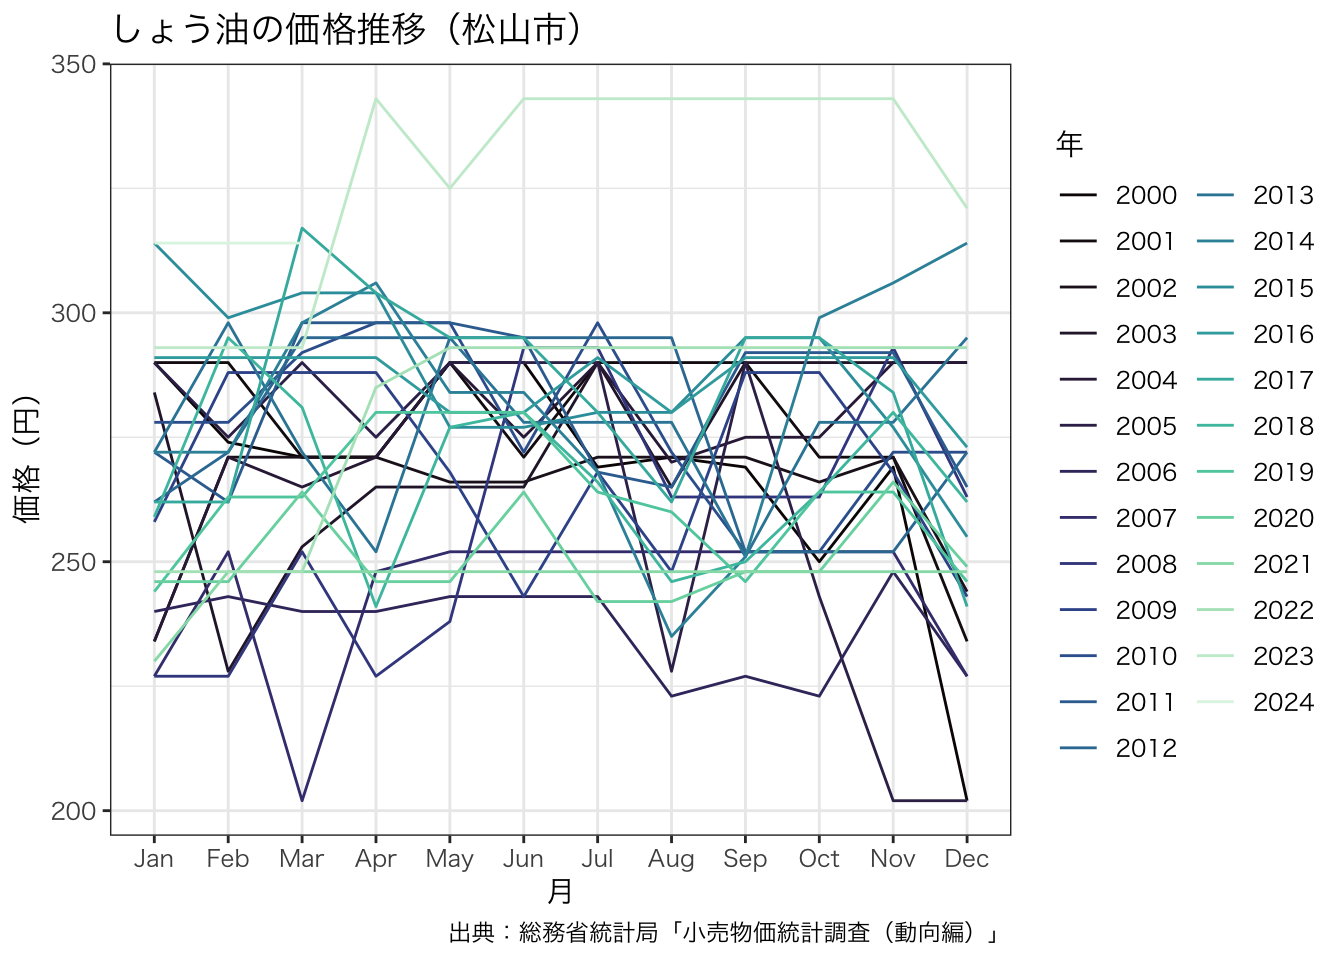 しょう油の価格推移（松山市）
350
300
250
200
価格（円）
Jan Feb Mar Apr May Jun Jul Aug Sep Oct Nov Dec
月
年
2000 2013
2001 2014
2002 2015
2003 2016
2004 2017
2005 2018
2006 2019
2007 2020
2008 2021
2009 2022
2010 2023
2011 2024
2012
出典：総務省統計局「小売物価統計調査（動向編）」